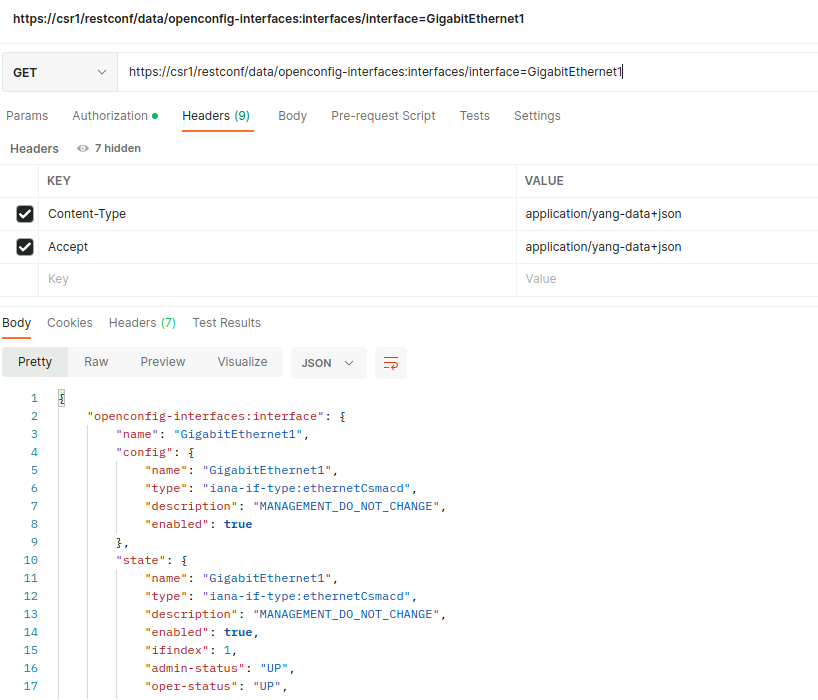 https://csr1/restconf/data/openconfig-interfaces:interfaces/interface=GigabitEthernet1
GET https://csr1/restconf/data/openconfig-interfaces:interfaces/interface=GigabitEthernet1
Params Authorization Headers (9) Body Pre-request Script Tests Settings
Headers 7 hidden
KEY VALUE
Content-Type application/yang-data+json
Accept application/yang-data+json
Key Value
Body Cookies Headers (7) Test Results
Pretty Raw Preview Visualize JSON
1 {
2 "openconfig-interfaces:interface": {
3 "name": "GigabitEthernet1",
4 "config": {
5 "name": "GigabitEthernet1",
6 "type": "iana-if-type:ethernetCsmacd",
7 "description": "MANAGEMENT_DO_NOT_CHANGE",
8 "enabled": true
9 },
10 "state": {
11 "name": "GigabitEthernet1",
12 "type": "iana-if-type:ethernetCsmacd",
13 "description": "MANAGEMENT_DO_NOT_CHANGE",
14 "enabled": true,
15 "ifindex": 1,
16 "admin-status": "UP",
17 "oper-status": "UP",